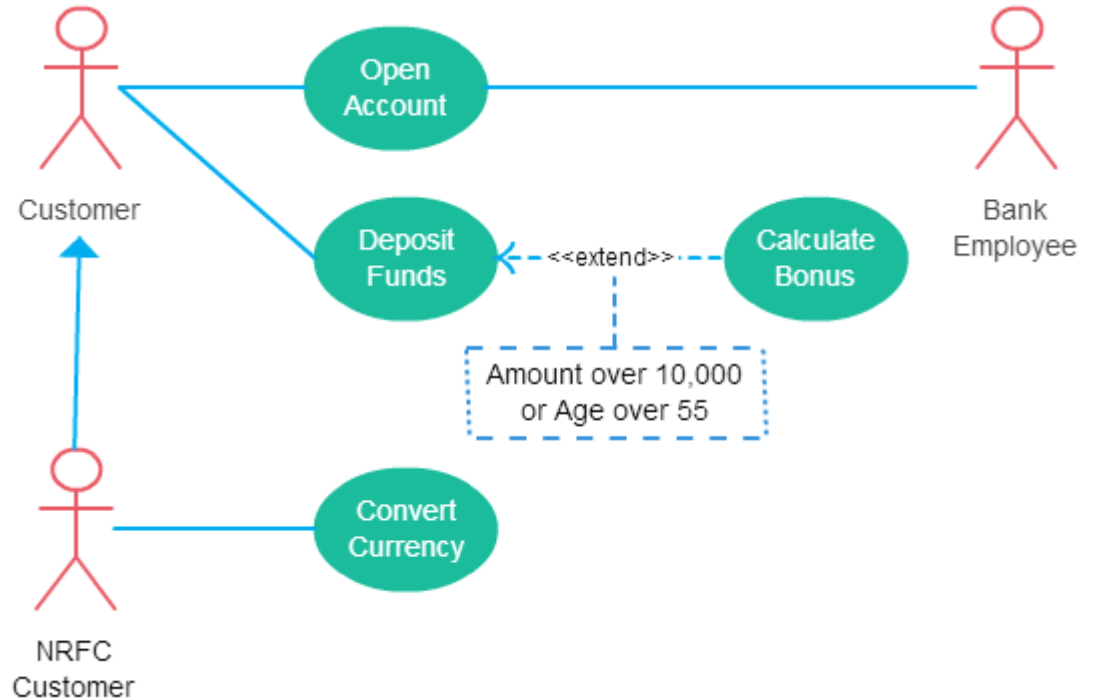 Open
Account
Customer
Bank
Employee
Deposit
Funds
<<extend>>
Calculate
Bonus
Amount over 10,000
or Age over 55
Convert
Currency
NRFC
Customer